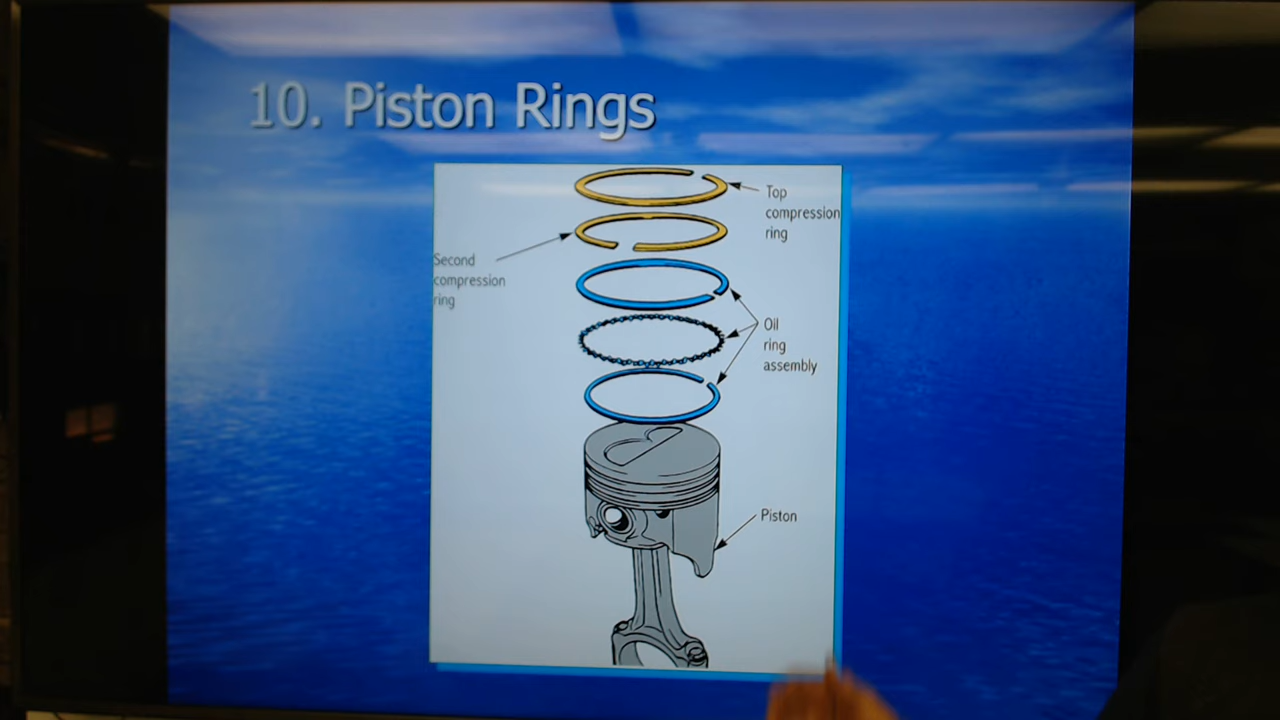 10. Piston Rings
Top
compression
ring
Second
compression
ring
Oil
ring
assembly
Piston